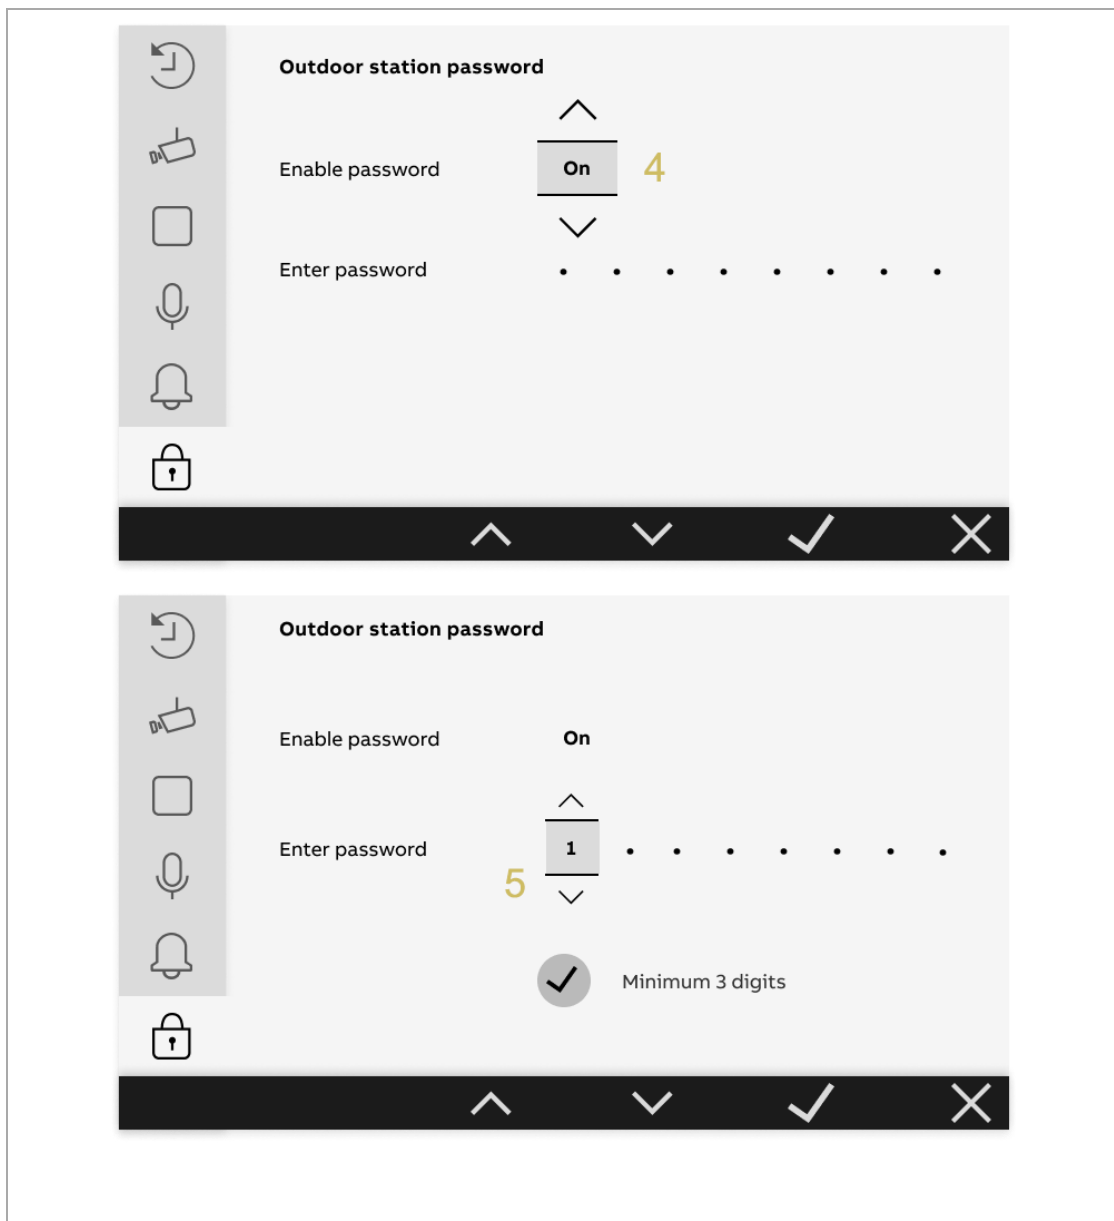 Outdoor station password
Enable password On 4
Enter password . . . . . . . .
Outdoor station password
Enable password On
Enter password 1 . . . . . . .
5
Minimum 3 digits